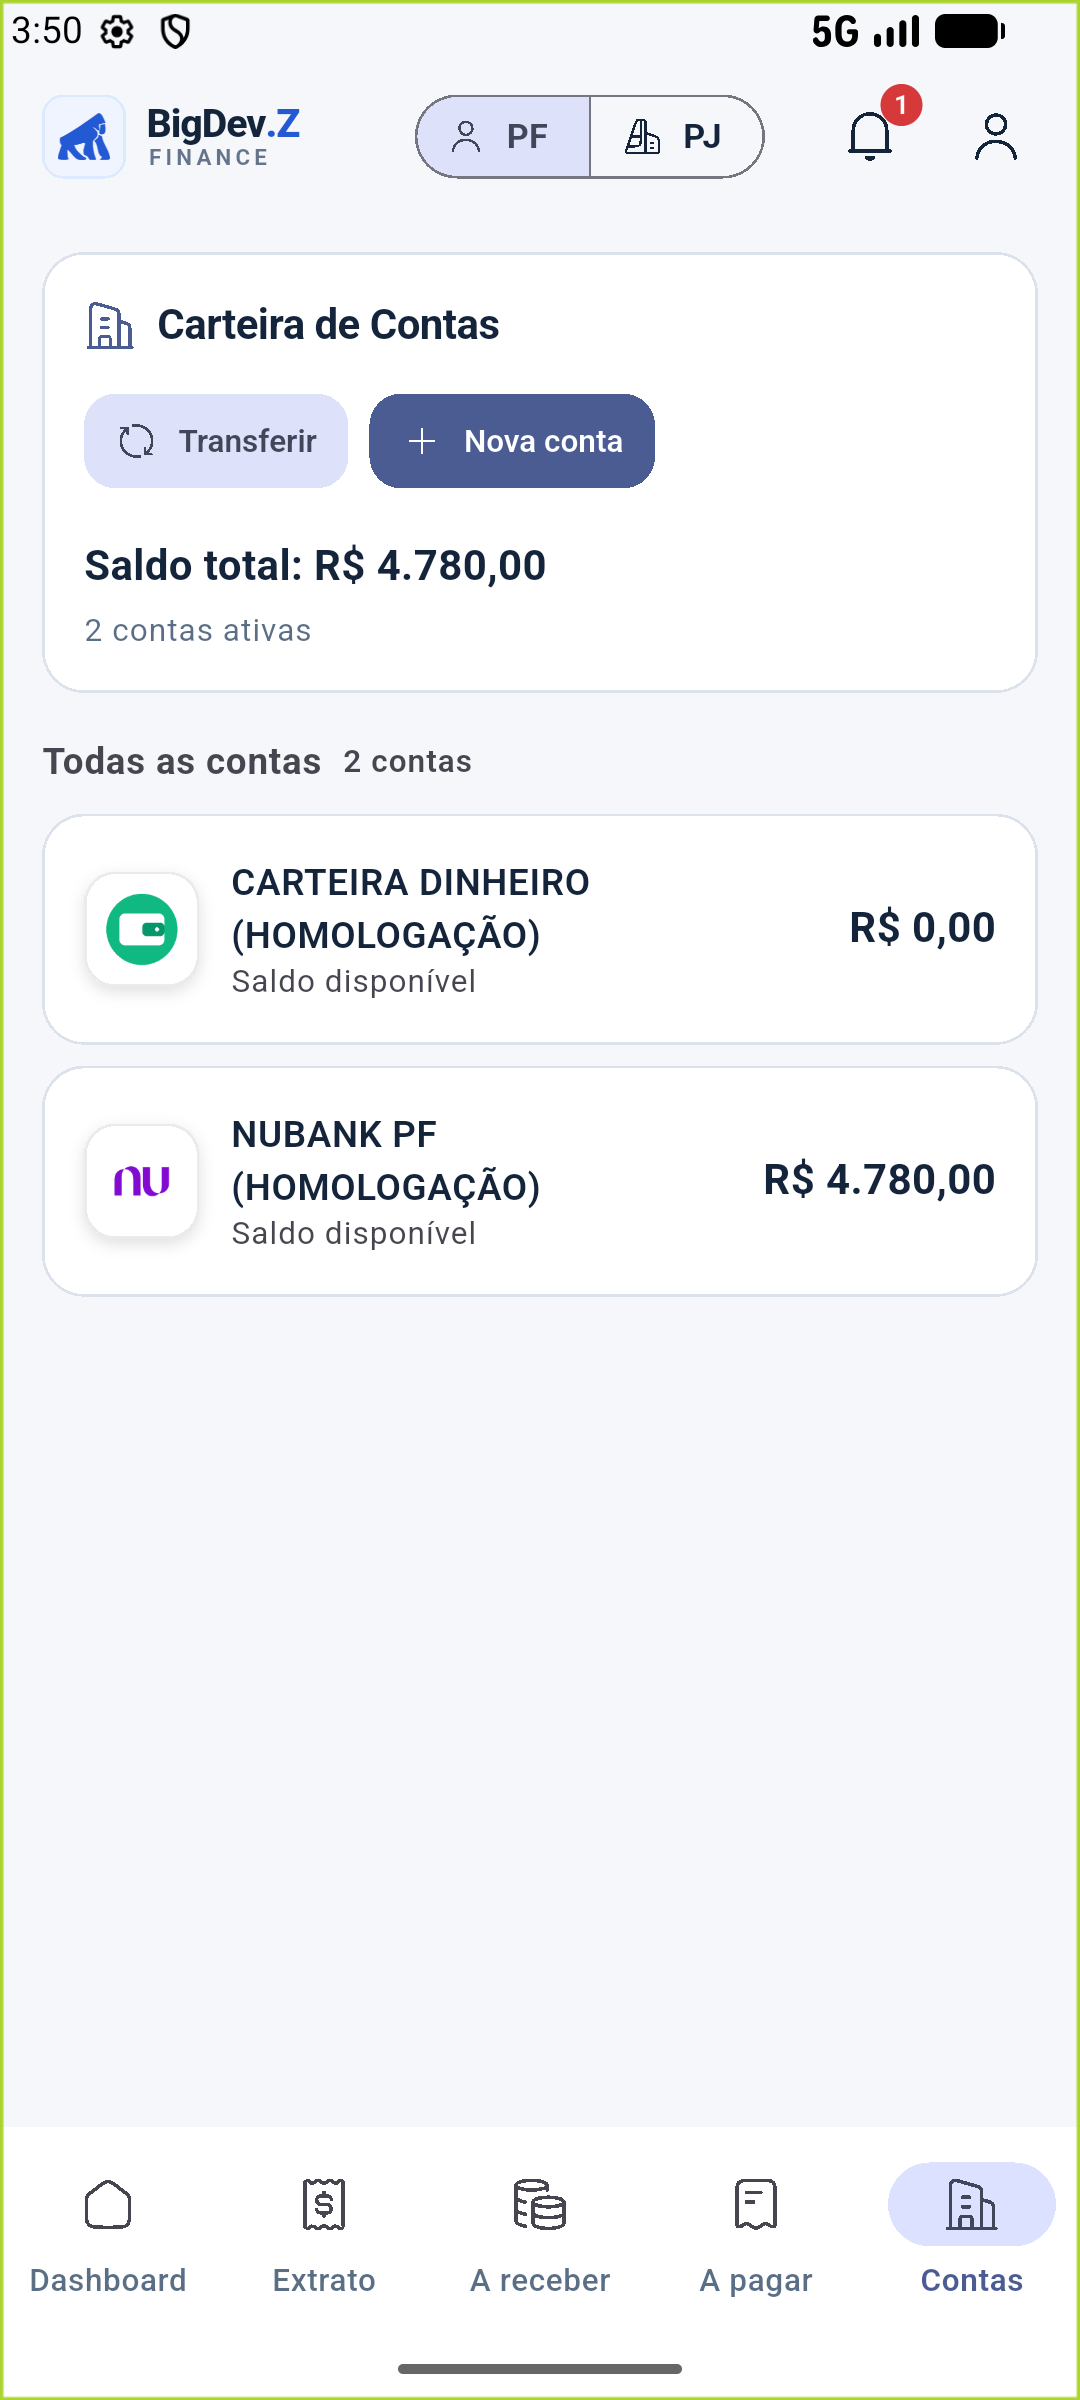 3:50
5G
BigDev.Z
FINANCE
PF
PJ
1
Carteira de Contas
Transferir
Nova conta
Saldo total: R$ 4.780,00
2 contas ativas
Todas as contas 2 contas
CARTEIRA DINHEIRO
(HOMOLOGAÇÃO)
Saldo disponível
R$ 0,00
nu
NUBANK PF
(HOMOLOGAÇÃO)
Saldo disponível
R$ 4.780,00
Dashboard
Extrato
A receber
A pagar
Contas